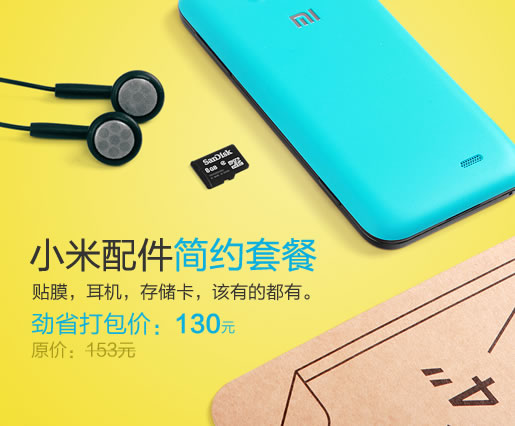 mi
SanDisk
8GB
小米配件简约套餐
贴膜，耳机，存储卡，该有的都有。
劲省打包价：130元
原价：153元
4"